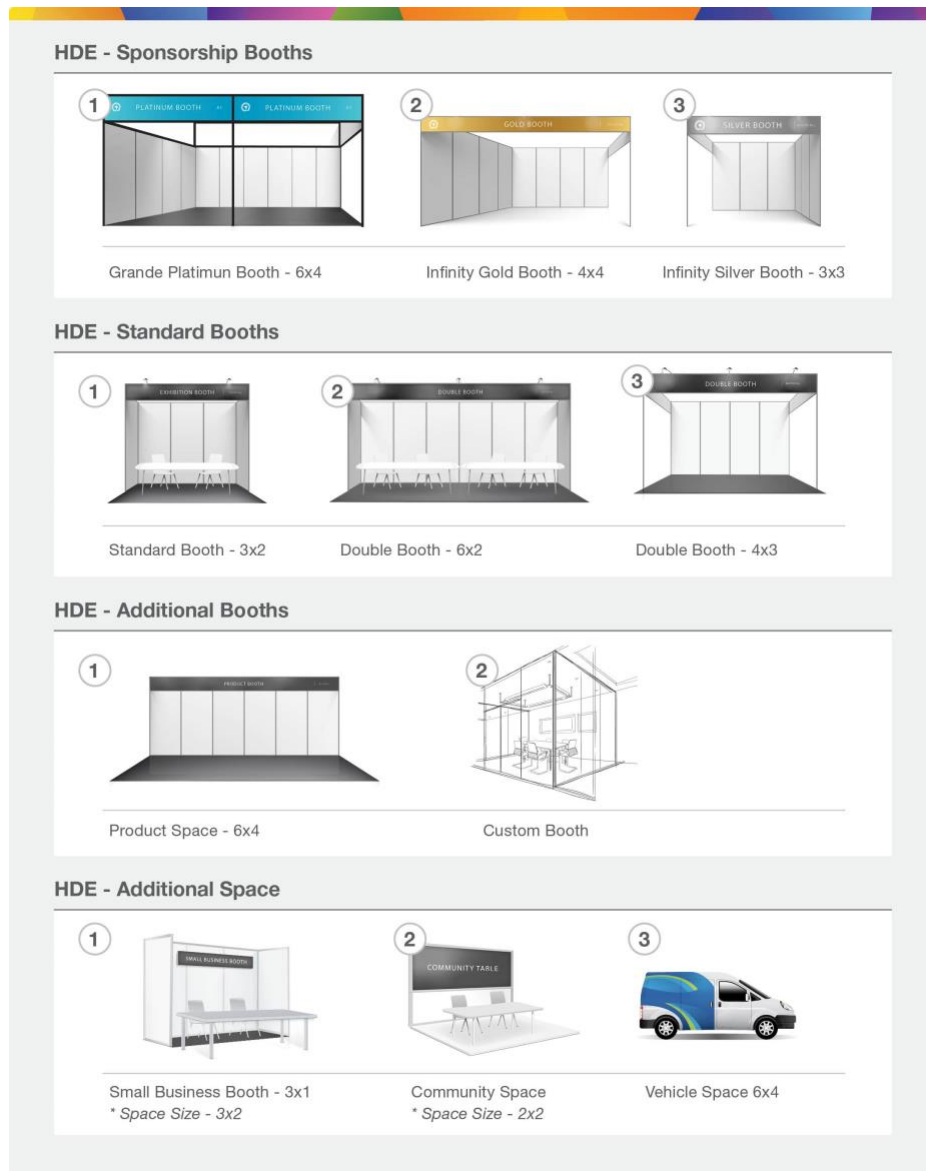 HDE - Sponsorship Booths
1
PLATINUM BOOTH
PLATINUM BOOTH
2
GOLD BOOTH
3
SILVER BOOTH
Grande Platimun Booth - 6x4
Infinity Gold Booth - 4x4
Infinity Silver Booth - 3x3
HDE - Standard Booths
1
EXHIBITION BOOTH
2
DOUBLE BOOTH
3
DOUBLE BOOTH
Standard Booth - 3x2
Double Booth - 6x2
Double Booth - 4x3
HDE - Additional Booths
1
PRODUCT BOOTH
2
Product Space - 6x4
Custom Booth
HDE - Additional Space
1
SMALL BUSINESS BOOTH
2
COMMUNITY TABLE
3
Small Business Booth - 3x1
* Space Size - 3x2
Community Space
* Space Size - 2x2
Vehicle Space 6x4